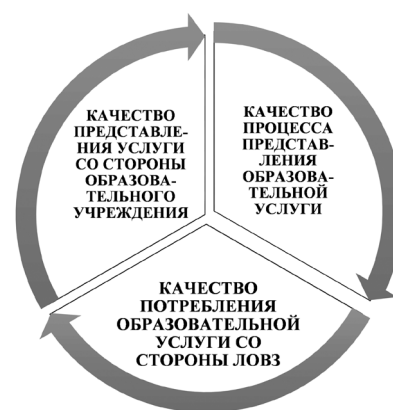 КАЧЕСТВО
ПРЕДСТАВЛЕ-
НИЯ УСЛУГИ
СО СТОРОНЫ
ОБРАЗОВА-
ТЕЛЬНОГО
УЧРЕЖДЕНИЯ
КАЧЕСТВО
ПРОЦЕССА
ПРЕДСТАВ-
ЛЕНИЯ
ОБРАЗОВА-
ТЕЛЬНОЙ
УСЛУГИ
КАЧЕСТВО
ПОТРЕБЛЕНИЯ
ОБРАЗОВАТЕЛЬНОЙ
УСЛУГИ СО
СТОРОНЫ ЛОВЗ